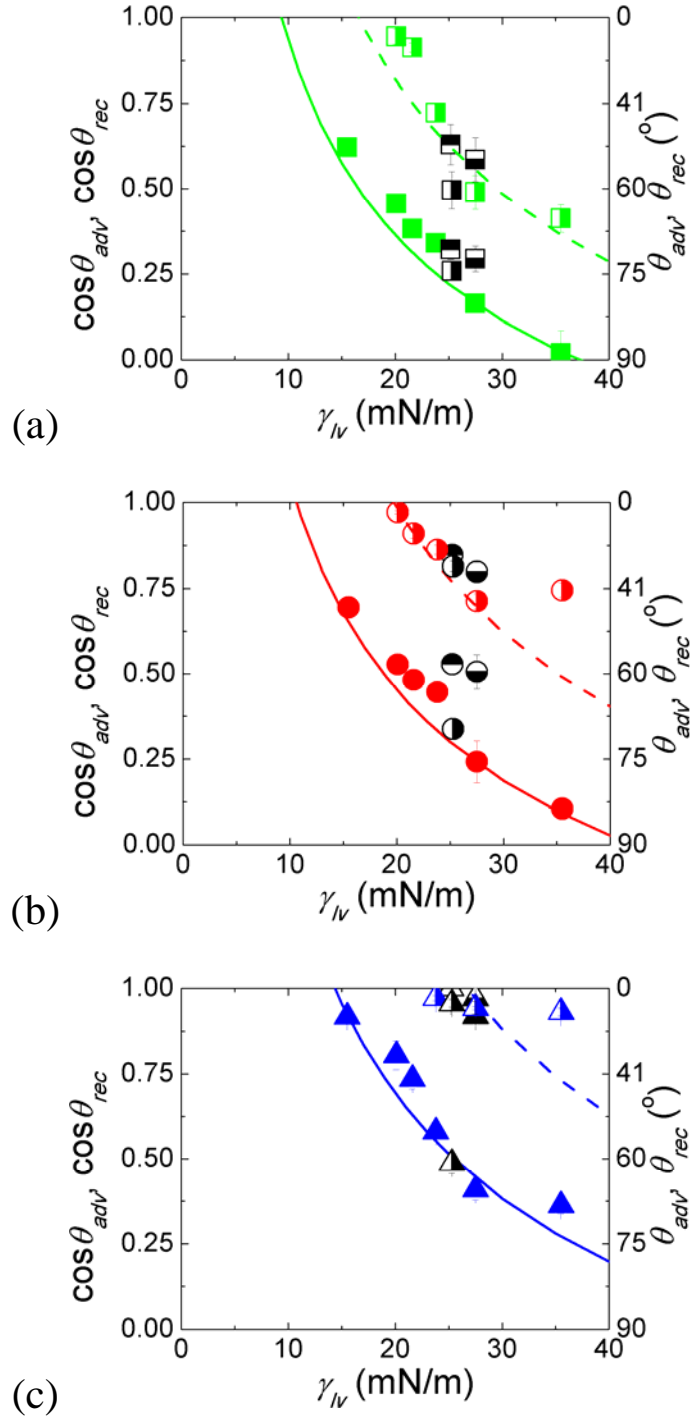 1.00 0
0.75 41
0.50 60
0.25 75
0.00 90
cosθadv, cosθrec
θadv, θrec (°)
0 10 20 30 40
γlv (mN/m)
(a)
1.00 0
0.75 41
0.50 60
0.25 75
0.00 90
cosθadv, cosθrec
θadv, θrec (°)
0 10 20 30 40
γlv (mN/m)
(b)
1.00 0
0.75 41
0.50 60
0.25 75
0.00 90
cosθadv, cosθrec
θadv, θrec (°)
0 10 20 30 40
γlv (mN/m)
(c)